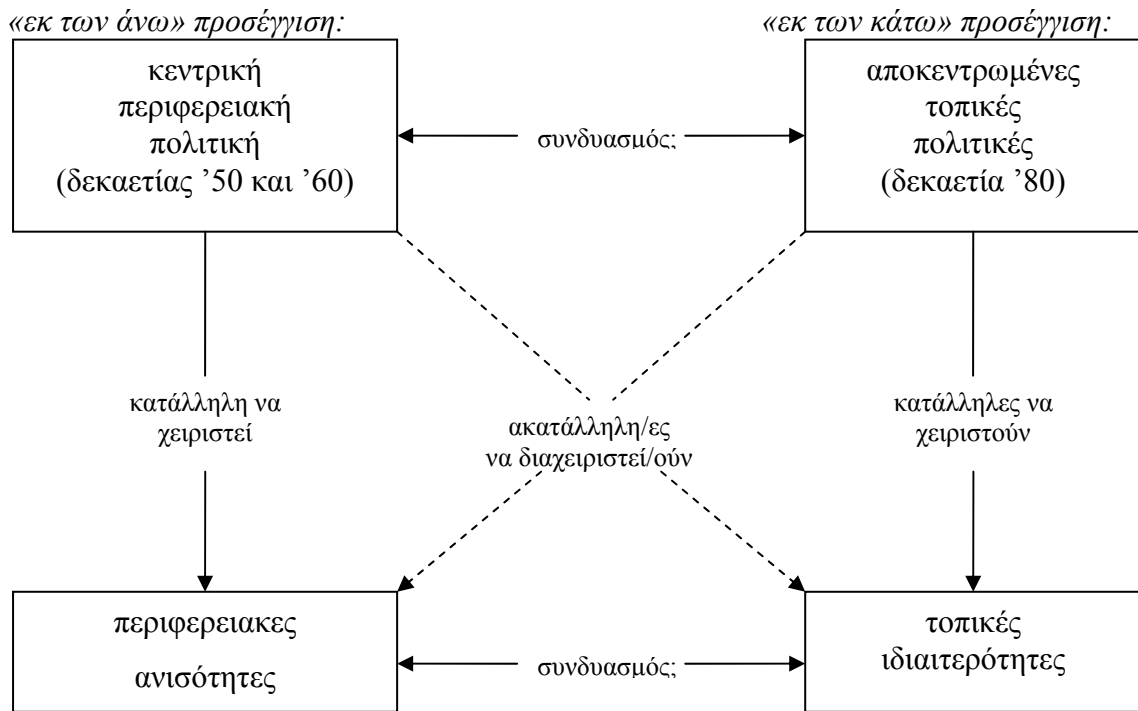 «εκ των άνω» προσέγγιση:
«εκ των κάτω» προσέγγιση:
κεντρική
περιφερειακή
πολιτική
(δεκαετίας ’50 και ’60)
συνδυασμός;
αποκεντρωμένες
τοπικές
πολιτικές
(δεκαετία ’80)
κατάλληλη να
χειριστεί
ακατάλληλη/ες
να διαχειριστεί/ούν
κατάλληλες να
χειριστούν
περιφερειακες
ανισότητες
συνδυασμός;
τοπικές
ιδιαιτερότητες